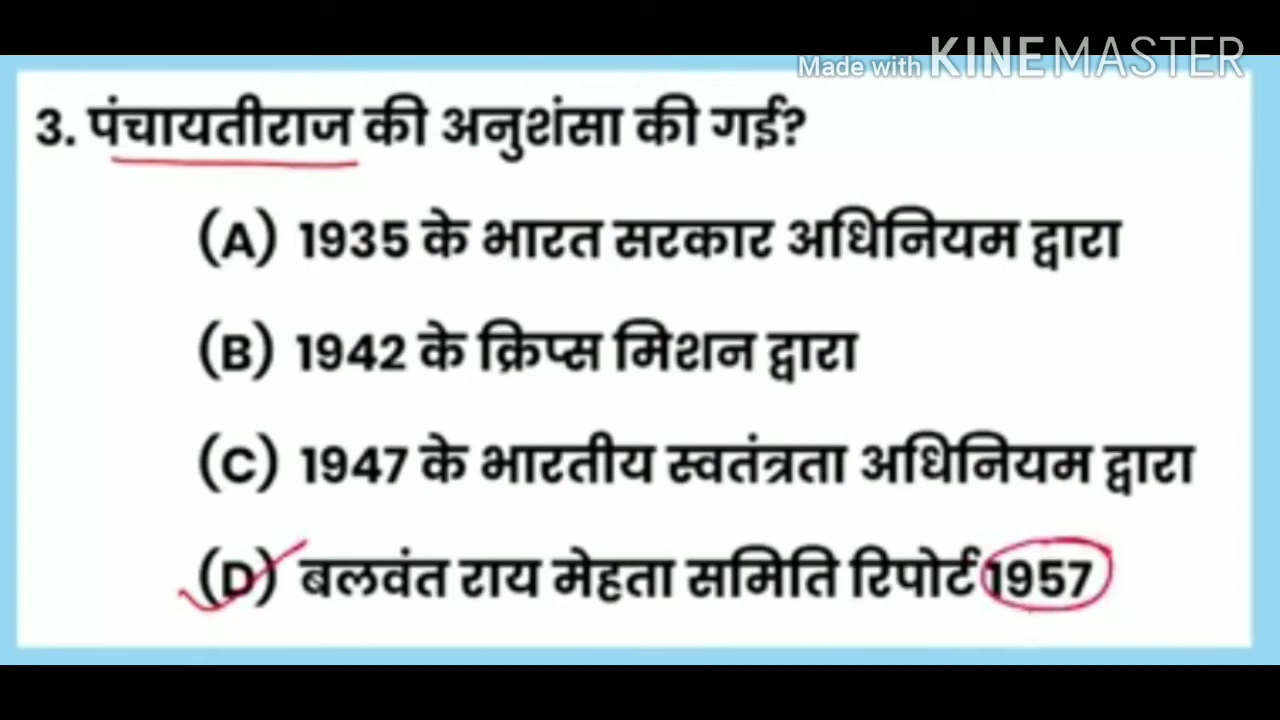 Made with KINEMASTER
3. पंचायतीराज की अनुशंसा की गई?
(A) 1935 के भारत सरकार अधिनियम द्वारा
(B) 1942 के क्रिप्स मिशन द्वारा
(C) 1947 के भारतीय स्वतंत्रता अधिनियम द्वारा
(D) बलवंत राय मेहता समिति रिपोर्ट 1957